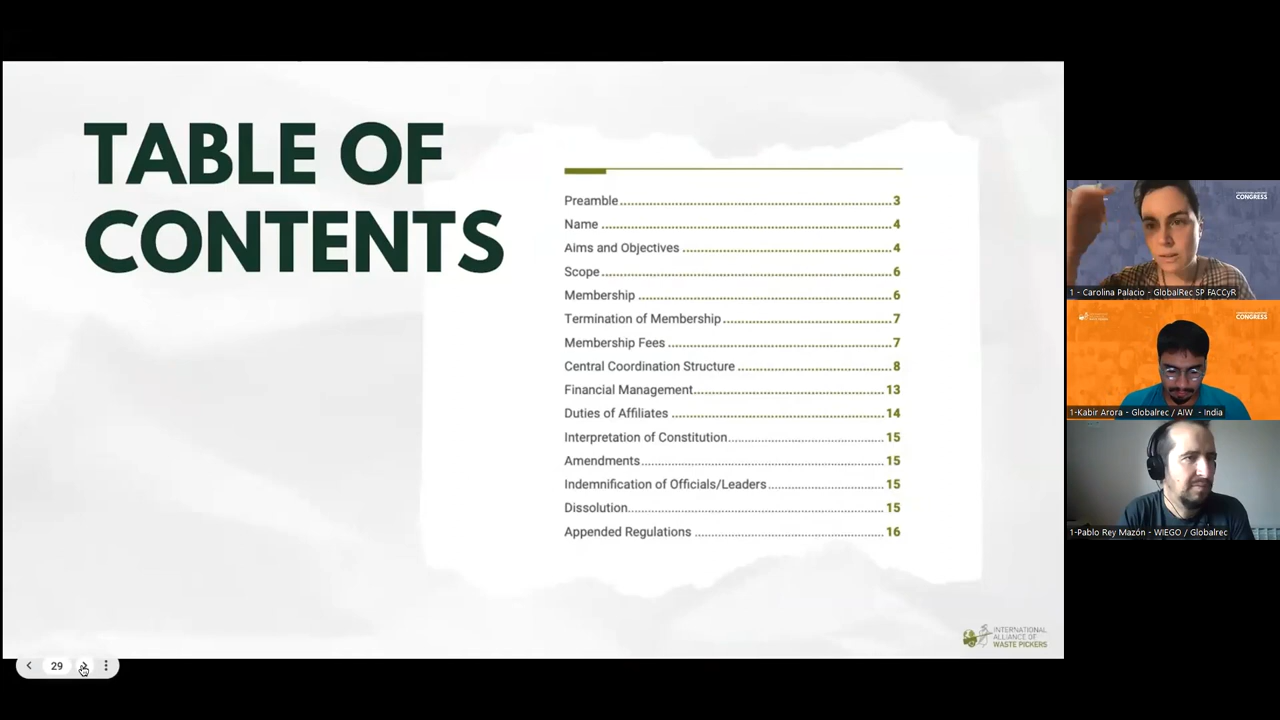 TABLE OF
CONTENTS
Preamble 3
Name 4
Aims and Objectives 4
Scope 6
Membership 6
Termination of Membership 7
Membership Fees 7
Central Coordination Structure 8
Financial Management 13
Duties of Affiliates 14
Interpretation of Constitution 15
Amendments 15
Indemnification of Officials/Leaders 15
Dissolution 15
Appended Regulations 16
INTERNATIONAL
ALLIANCE OF
WASTE PICKERS
29
CONGRESS
1 - Carolina Palacio - GlobalRec SP FACCyR
CONGRESS
1-Kabir Arora - Globalrec / AIW - India
1-Pablo Rey Mazón - WIEGO / Globalrec